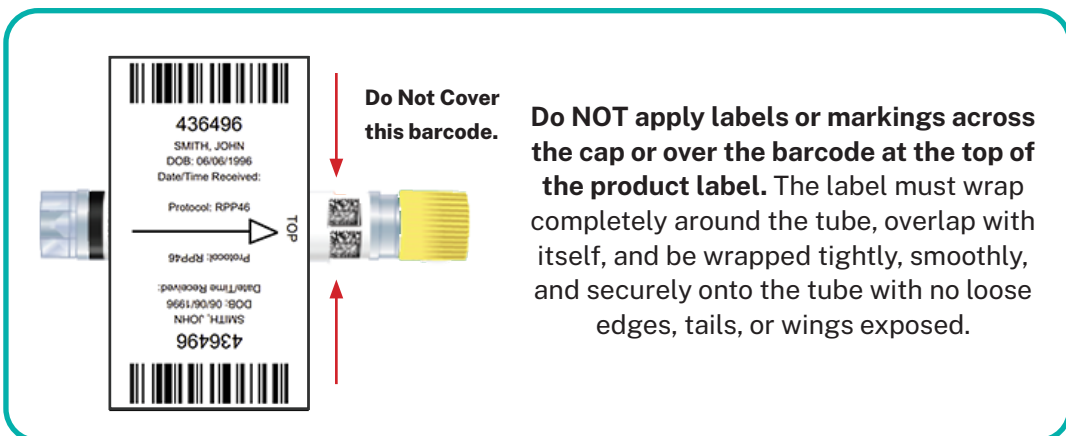 436496
SMITH, JOHN
DOB: 06/06/1996
Date/Time Received:
Protocol: RPP46
TOP
Protocol: RPP46
Date/Time Received:
DOB: 06/06/1996
SMITH, JOHN
436496
Do Not Cover
this barcode.
Do NOT apply labels or markings across
the cap or over the barcode at the top of
the product label. The label must wrap
completely around the tube, overlap with
itself, and be wrapped tightly, smoothly,
and securely onto the tube with no loose
edges, tails, or wings exposed.